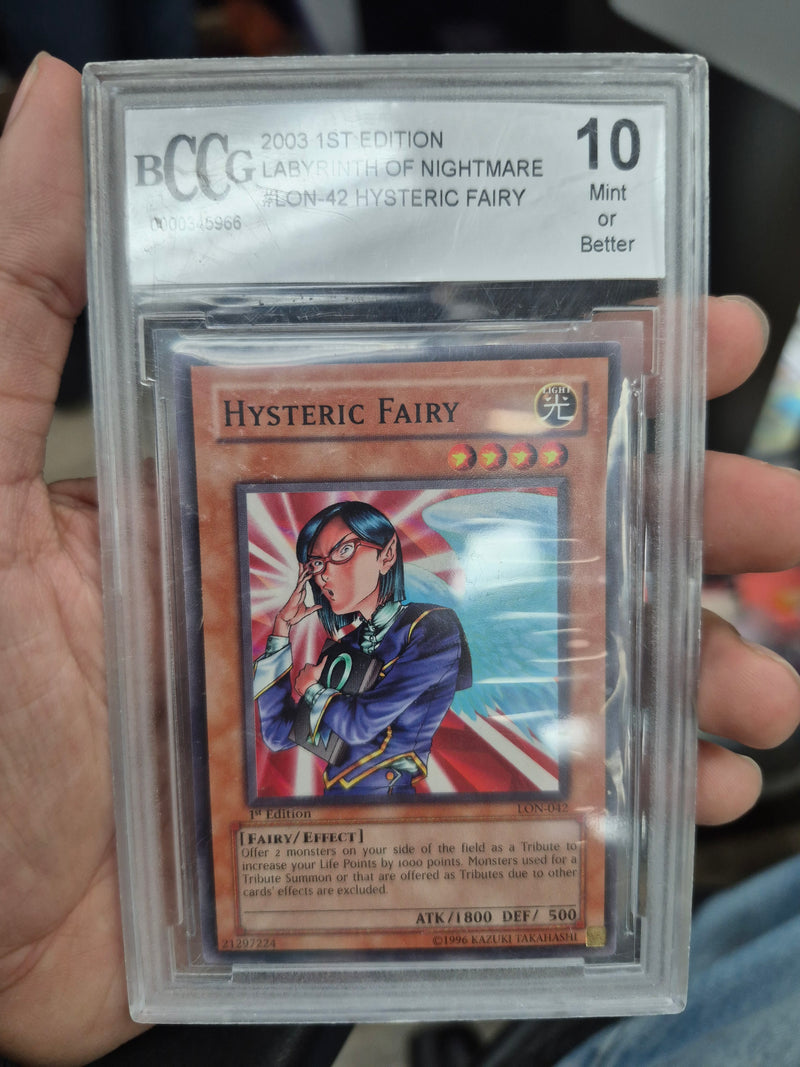 BCCG
2003 1ST EDITION
LABYRINTH OF NIGHTMARE
#LON-42 HYSTERIC FAIRY
0000345966
10
Mint
or
Better
HYSTERIC FAIRY
LIGHT
光
1st Edition
LON-042
[FAIRY/EFFECT]
Offer 2 monsters on your side of the field as a Tribute to
increase your Life Points by 1000 points. Monsters used for a
Tribute Summon or that are offered as Tributes due to other
cards' effects are excluded.
ATK/1800 DEF/ 500
21297224
©1996 KAZUKI TAKAHASHI